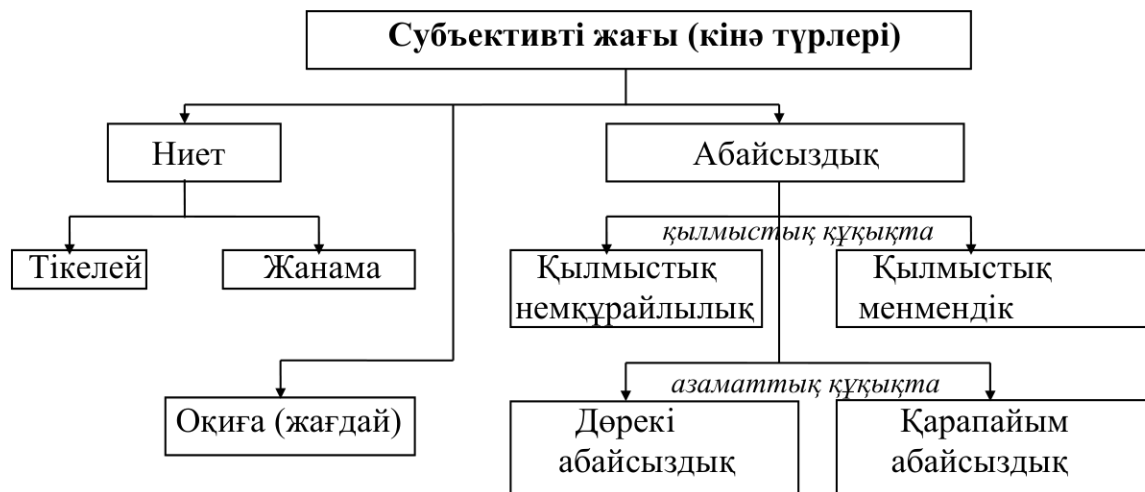 Субъективті жағы (кінә түрлері)
Ниет
Абайсыздық
Тікелей
Жанама
қылмыстық құқықта
Қылмыстық
немқұрайлылық
Қылмыстық
менмендік
Оқиға (жағдай)
азаматтық құқықта
Дөрекі
абайсыздық
Қарапайым
абайсыздық